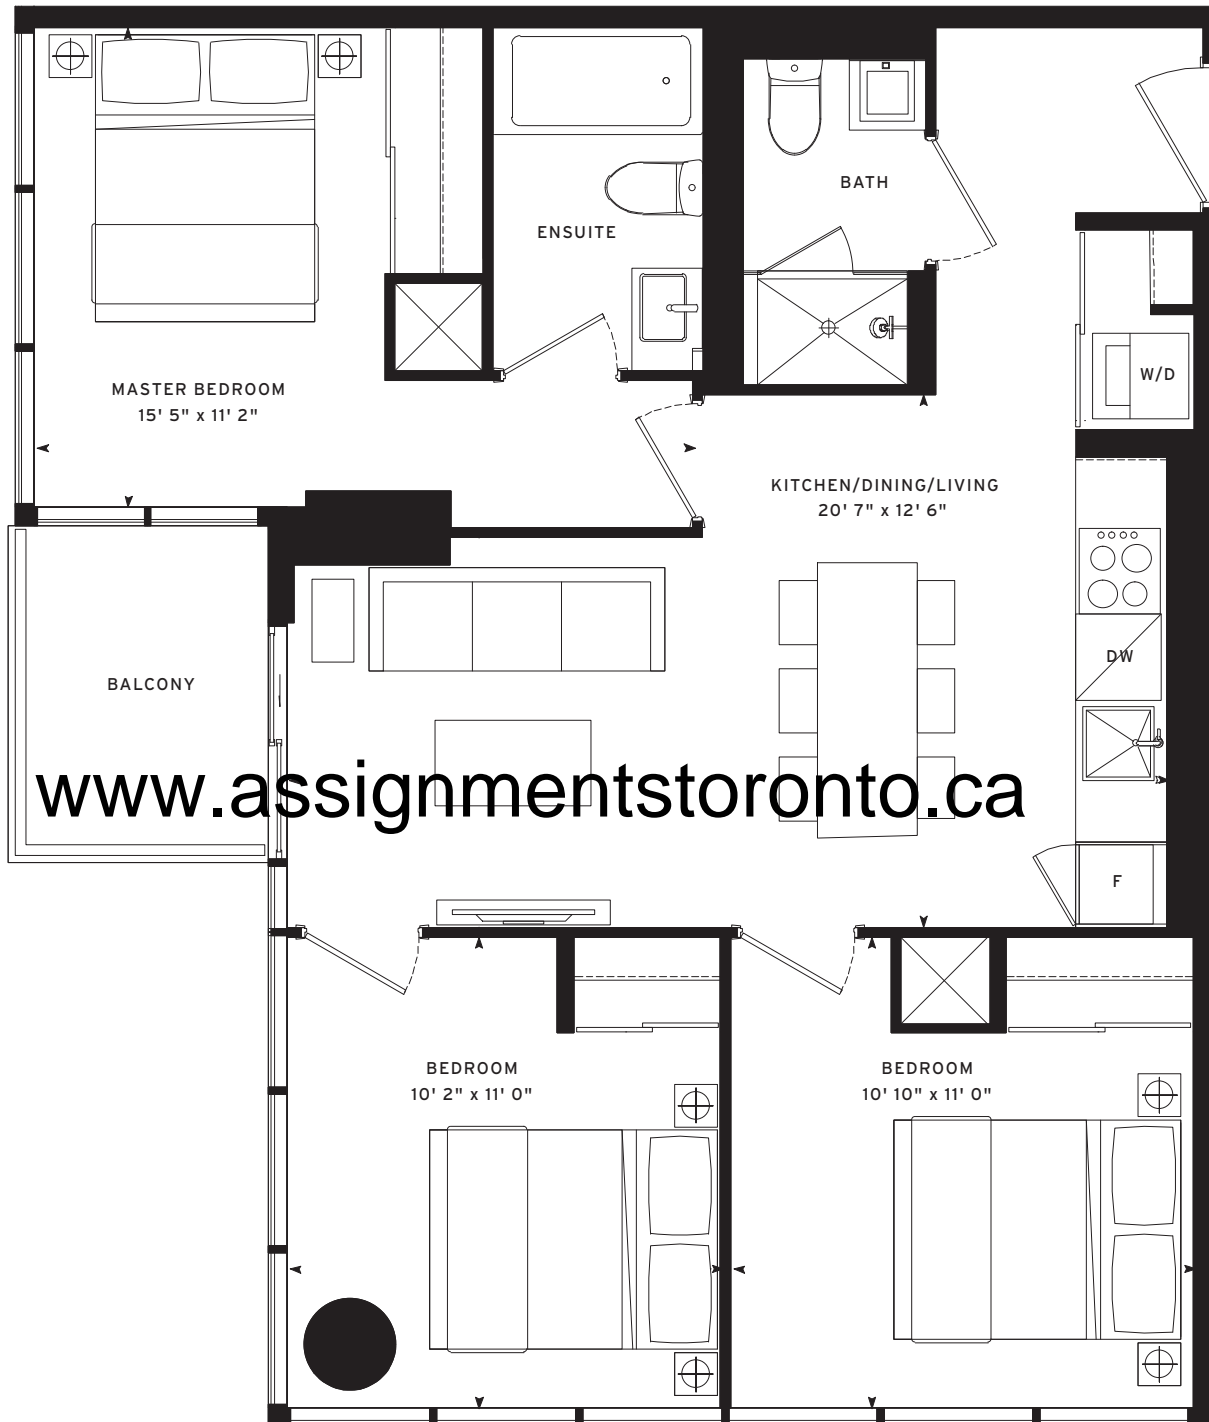 BATH
ENSUITE
W/D
MASTER BEDROOM
15' 5" x 11' 2"
KITCHEN/DINING/LIVING
20' 7" x 12' 6"
DW
BALCONY
www.assignmentstoronto.ca
F
BEDROOM
10' 2" x 11' 0"
BEDROOM
10' 10" x 11' 0"